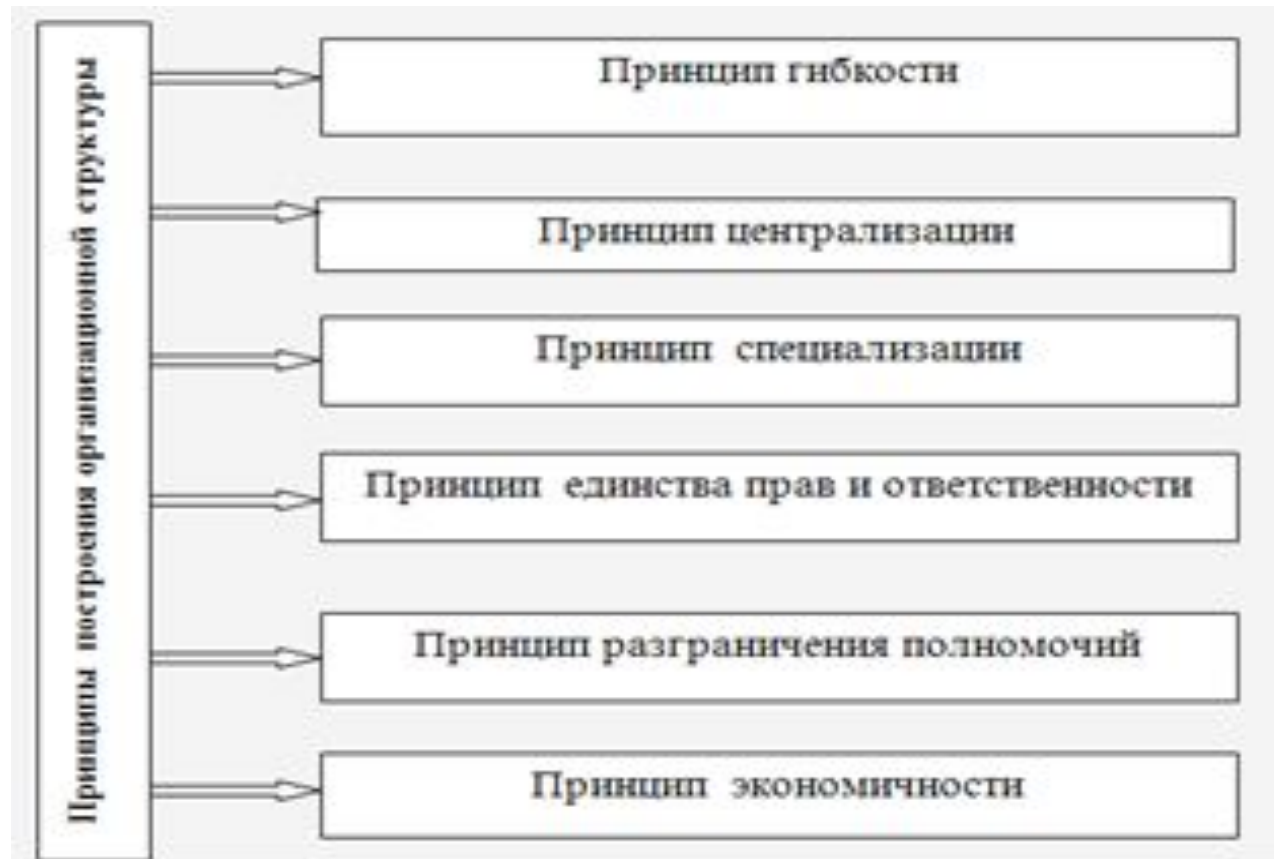 Принципы построения организационной структуры
Принцип гибкости
Принцип централизации
Принцип специализации
Принцип единства прав и ответственности
Принцип разграничения полномочий
Принцип экономичности